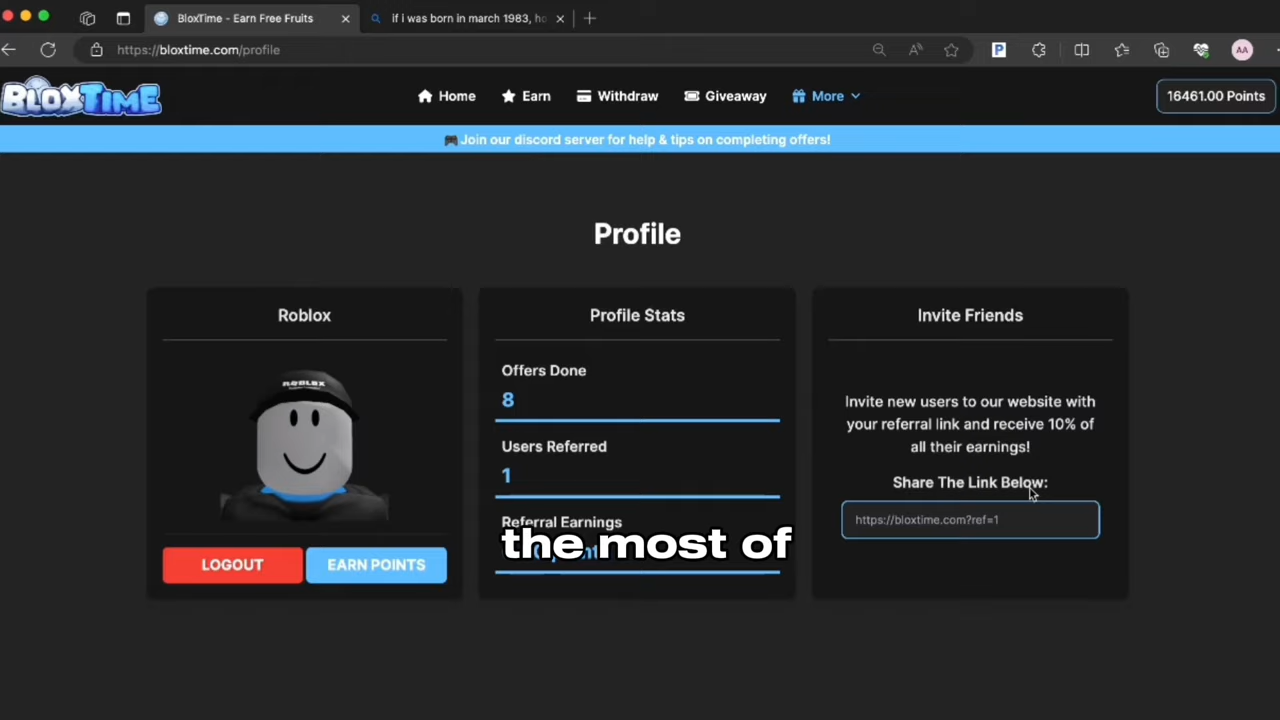 BloxTime - Earn Free Fruits
if i was born in march 1983, ho
https://bloxtime.com/profile
P
AA
BLOXTIME
Home
Earn
Withdraw
Giveaway
More
16461.00 Points
Join our discord server for help & tips on completing offers!
Profile
Roblox
ROBLOX
LOGOUT
EARN POINTS
Profile Stats
Offers Done
8
Users Referred
1
Referral Earnings
the most of
Invite Friends
Invite new users to our website with
your referral link and receive 10% of
all their earnings!
Share The Link Below:
https://bloxtime.com?ref=1